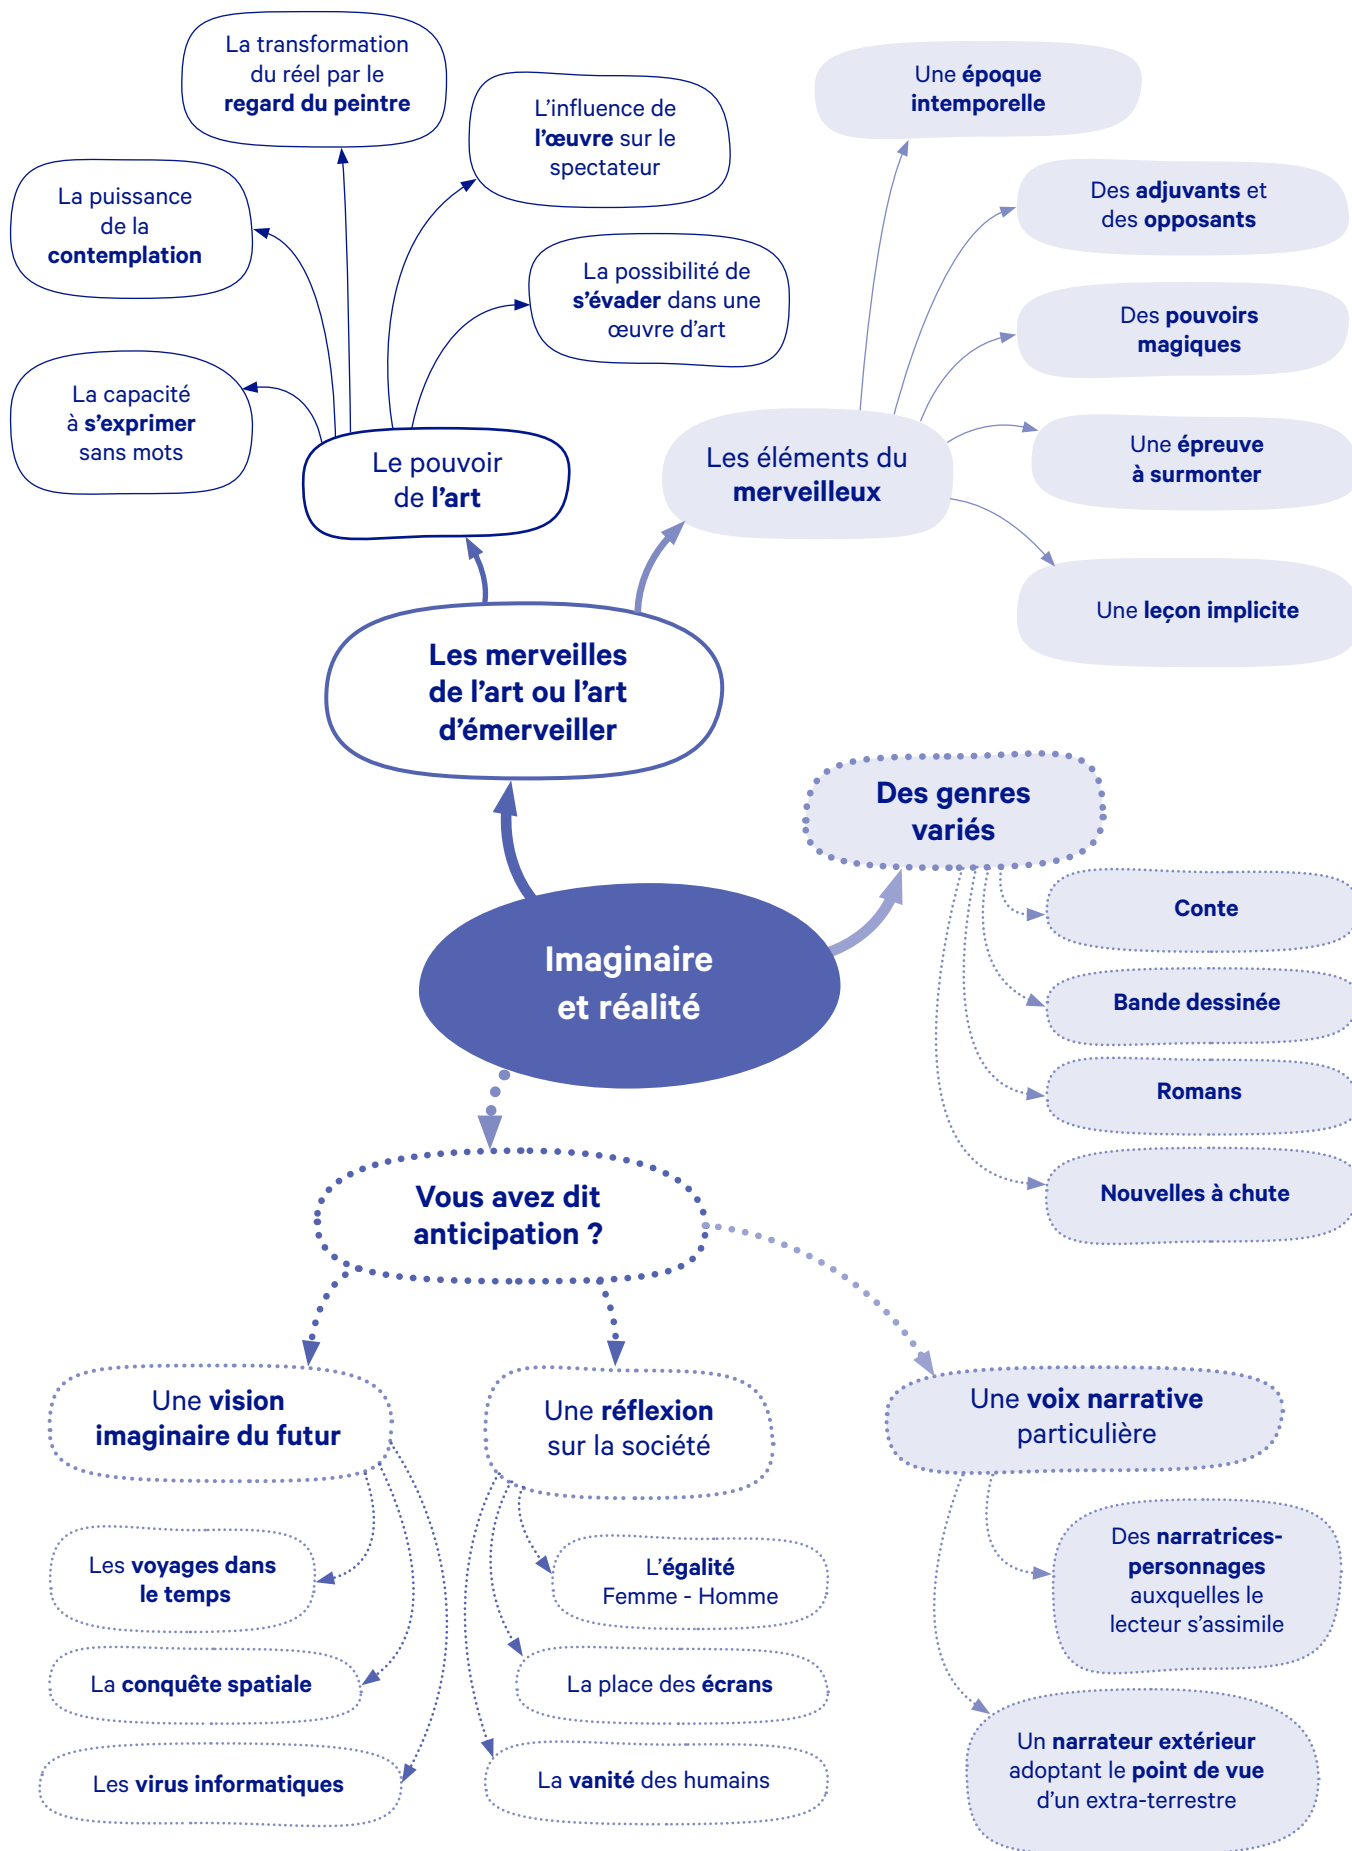 La transformation
du réel par le
regard du peintre
L’influence de
l’œuvre sur le
spectateur
La puissance
de la
contemplation
La possibilité de
s’évader dans une
œuvre d’art
La capacité
à s’exprimer
sans mots
Le pouvoir
de l’art
Une époque
intemporelle
Des adjuvants et
des opposants
Des pouvoirs
magiques
Une épreuve
à surmonter
Une leçon implicite
Les éléments du
merveilleux
Les merveilles
de l’art ou l’art
d’émerveiller
Des genres
variés
Conte
Bande dessinée
Romans
Nouvelles à chute
Imaginaire
et réalité
Vous avez dit
anticipation ?
Une vision
imaginaire du futur
Les voyages dans
le temps
La conquête spatiale
Les virus informatiques
Une réflexion
sur la société
L’égalité
Femme - Homme
La place des écrans
La vanité des humains
Une voix narrative
particulière
Des narratrices-
personnages
auxquelles le
lecteur s’assimile
Un narrateur extérieur
adoptant le point de vue
d’un extra-terrestre